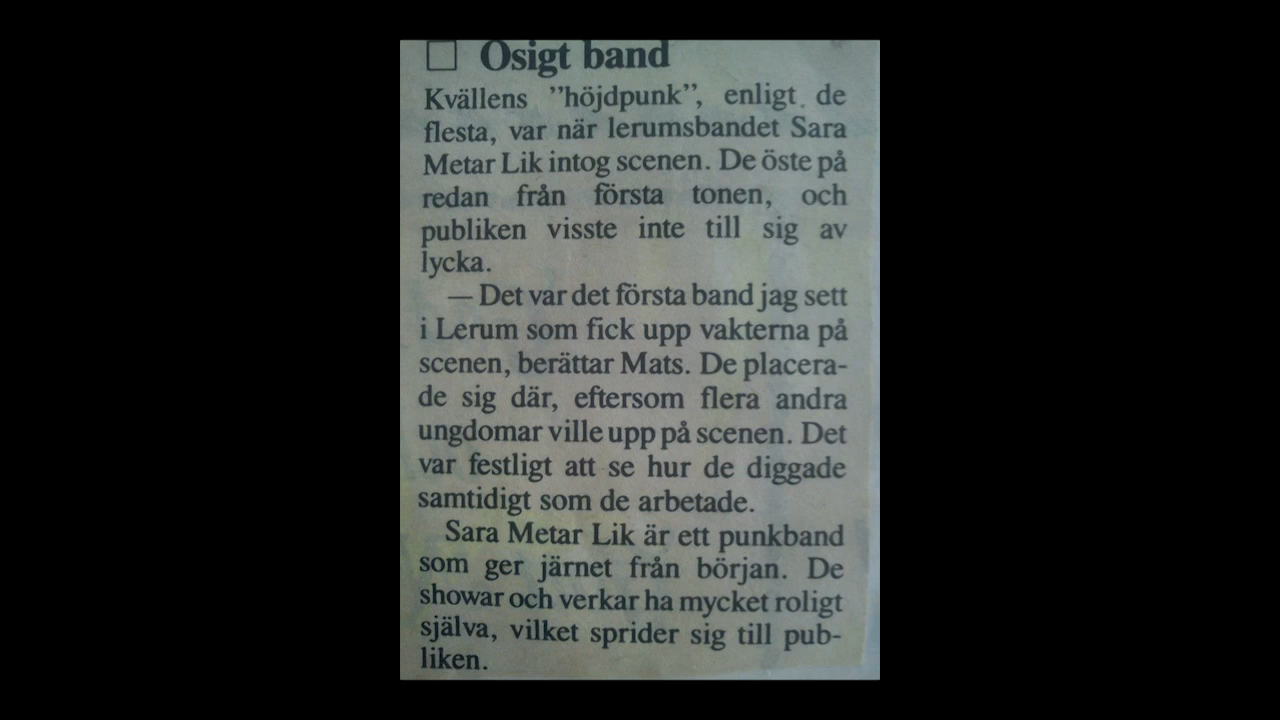 □ Osigt band
Kvällens ”höjdpunk”, enligt de
flesta, var när lerumsbandet Sara
Metar Lik intog scenen. De öste på
redan från första tonen, och
publiken visste inte till sig av
lycka.
— Det var det första band jag sett
i Lerum som fick upp vakterna på
scenen, berättar Mats. De placera-
de sig där, eftersom flera andra
ungdomar ville upp på scenen. Det
var festligt att se hur de diggade
samtidigt som de arbetade.
Sara Metar Lik är ett punkband
som ger järnet från början. De
showar och verkar ha mycket roligt
själva, vilket sprider sig till pub-
liken.